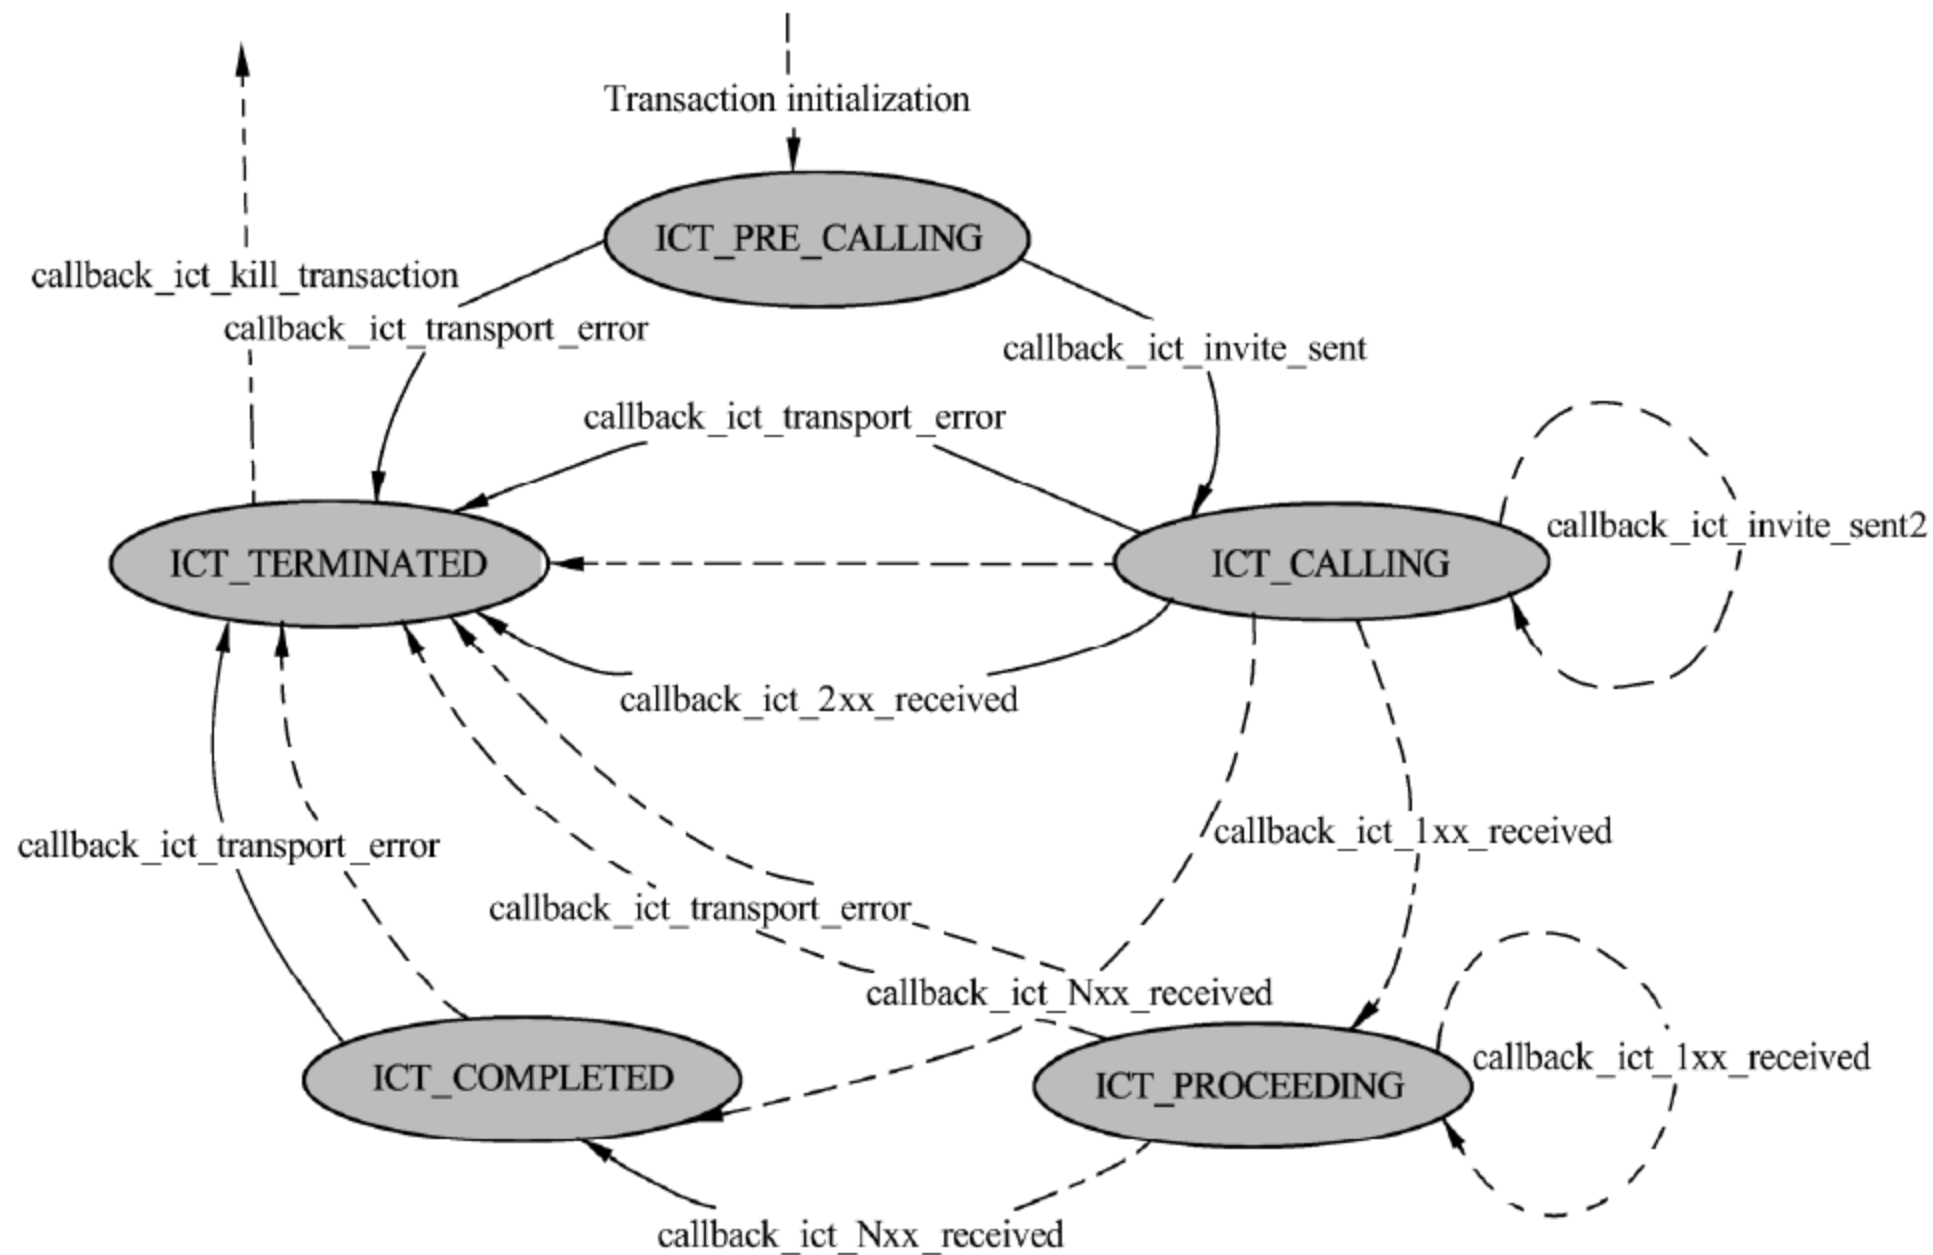 Transaction initialization
ICT_PRE_CALLING
callback_ict_kill_transaction
callback_ict_transport_error
callback_ict_invite_sent
callback_ict_transport_error
callback_ict_invite_sent2
ICT_TERMINATED
ICT_CALLING
callback_ict_2xx_received
callback_ict_1xx_received
callback_ict_transport_error
callback_ict_transport_error
callback_ict_Nxx_received
callback_ict_1xx_received
ICT_COMPLETED
ICT_PROCEEDING
callback_ict_Nxx_received